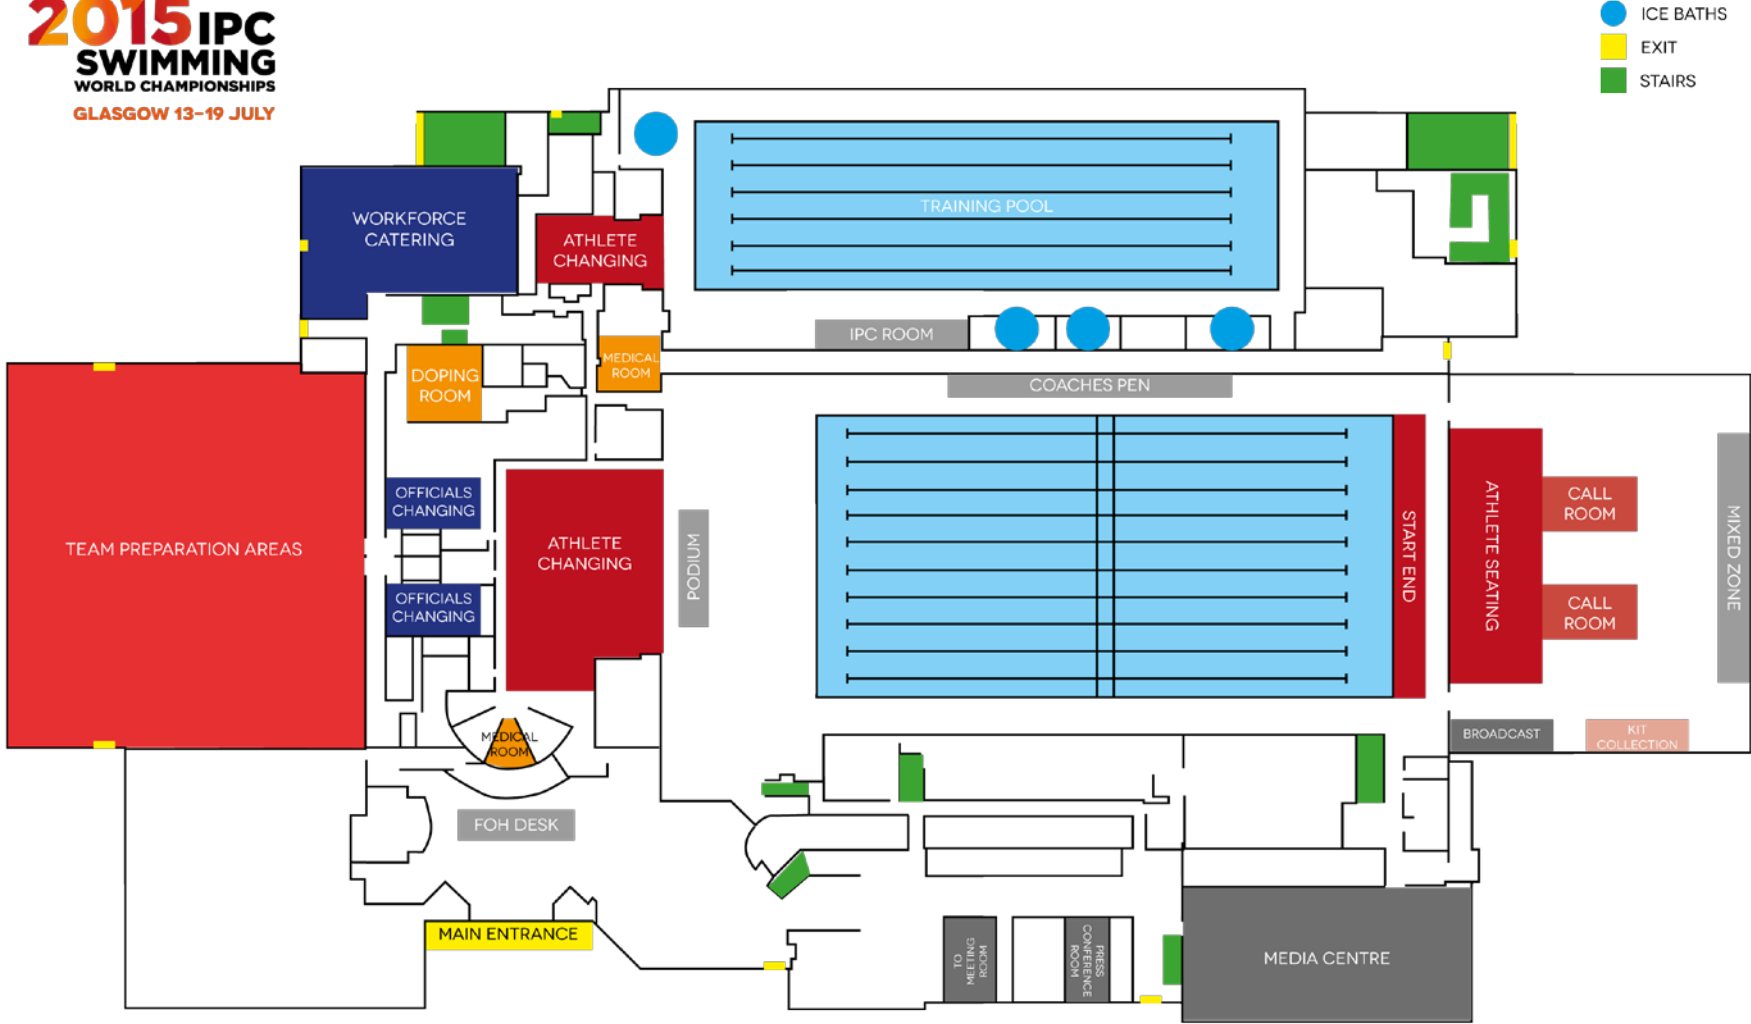 2015 IPC
SWIMMING
WORLD CHAMPIONSHIPS
GLASGOW 13-19 JULY
ICE BATHS
EXIT
STAIRS
TRAINING POOL
WORKFORCE
CATERING
ATHLETE
CHANGING
IPC ROOM
MEDICAL
ROOM
DOPING
ROOM
COACHES PEN
OFFICIALS
CHANGING
ATHLETE
CHANGING
TEAM PREPARATION AREAS
OFFICIALS
CHANGING
PODIUM
START END
ATHLETE SEATING
CALL
ROOM
CALL
ROOM
MIXED ZONE
MEDICAL
ROOM
BROADCAST
KIT
COLLECTION
FOH DESK
MAIN ENTRANCE
TO
MEETING
ROOM
PRESS
CONFERENCE
ROOM
MEDIA CENTRE